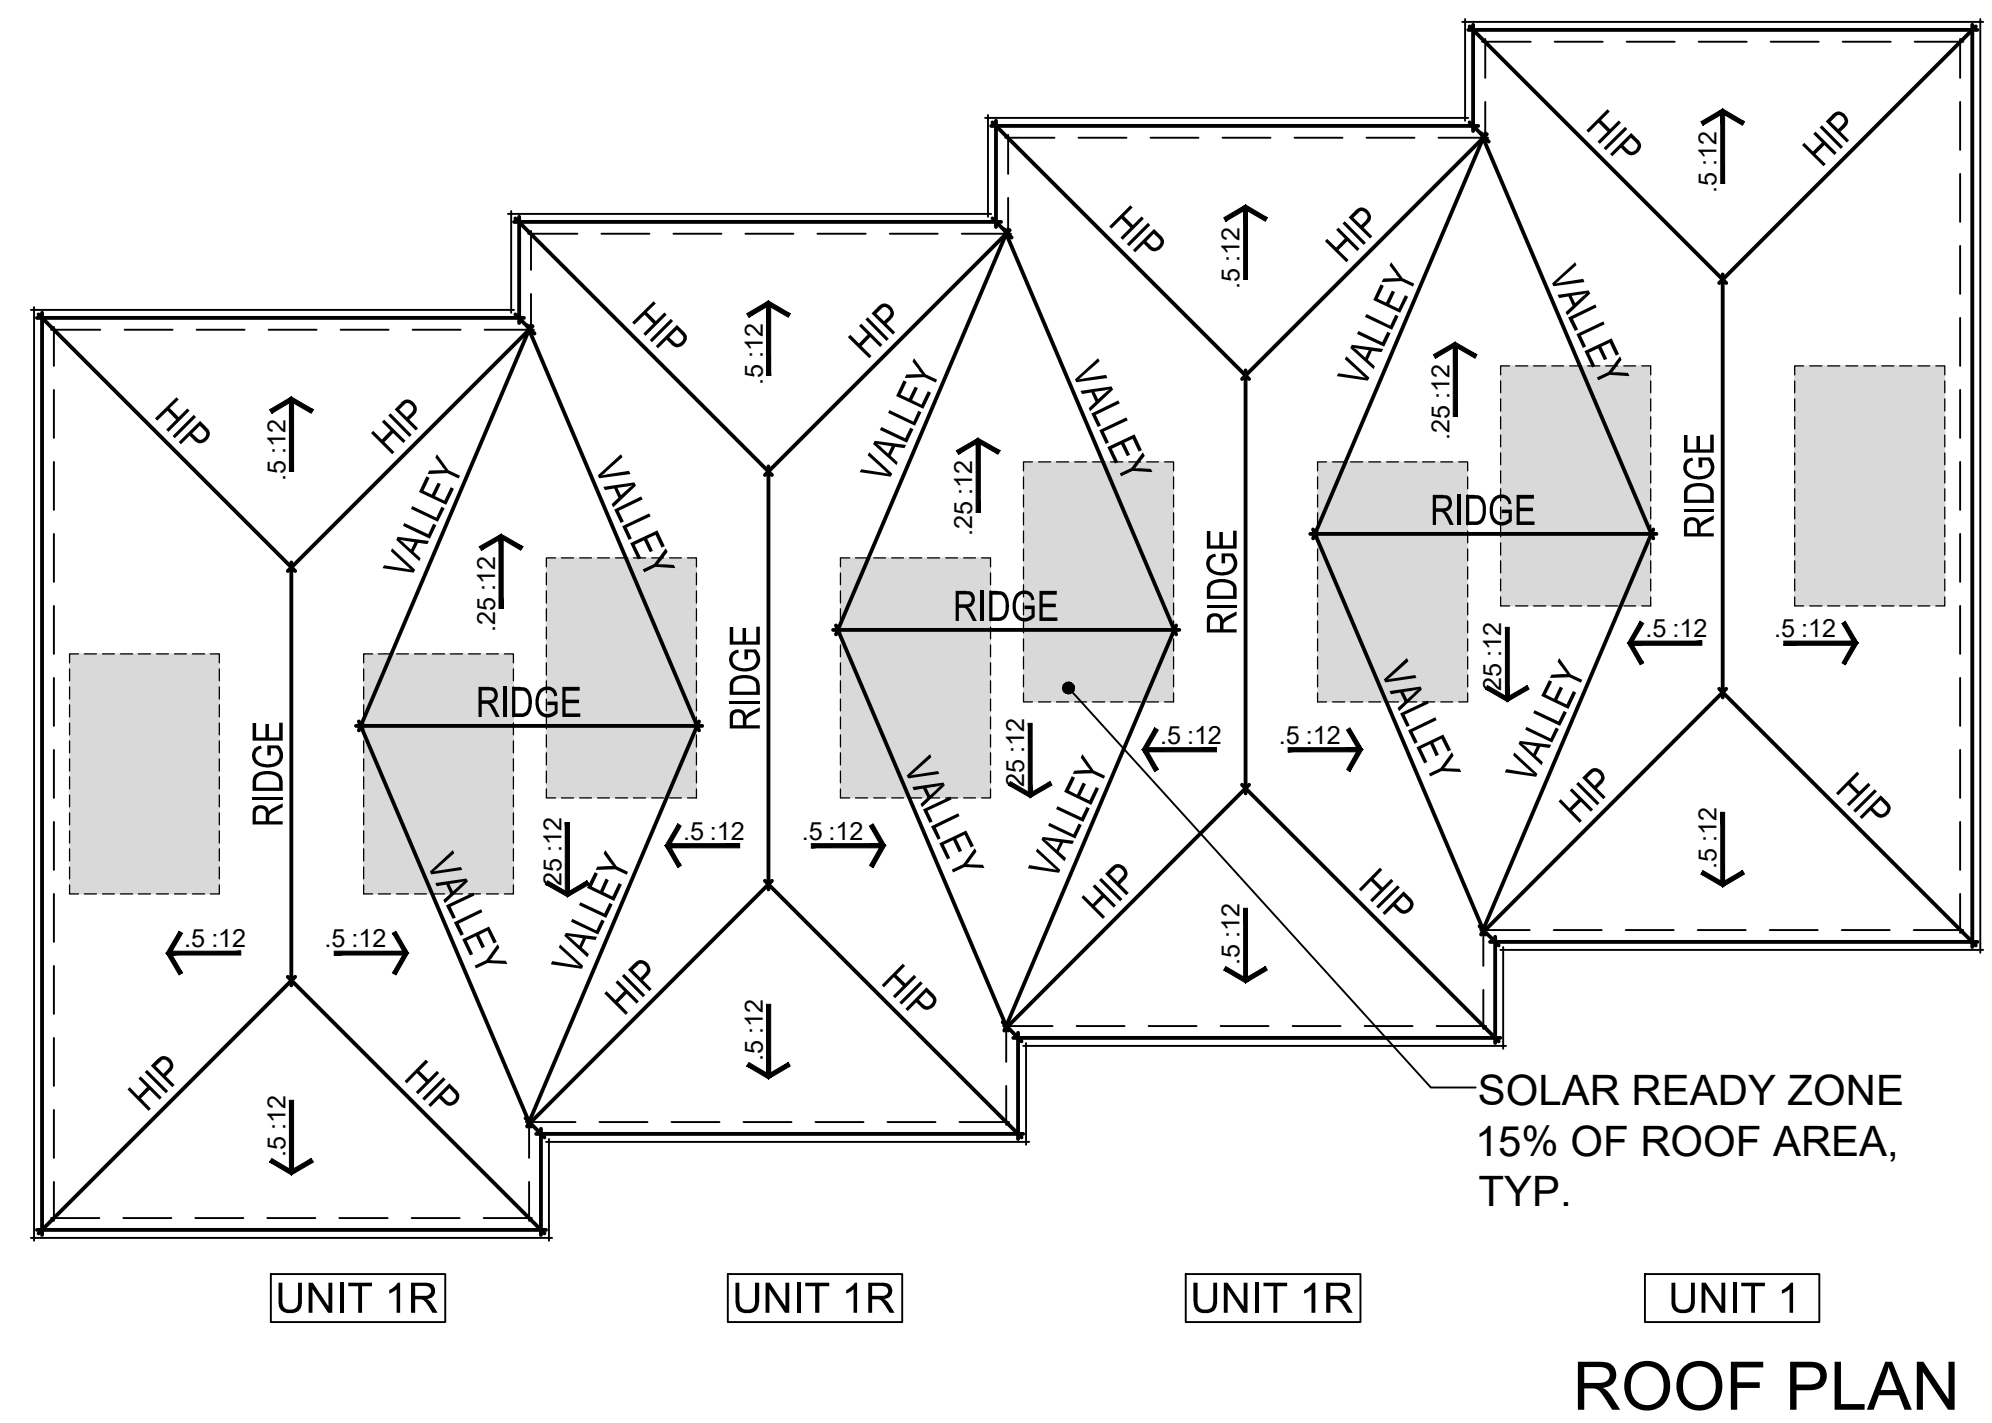 HIP
HIP
.5 :12
HIP
HIP
.5 :12
VALLEY
VALLEY
HIP
HIP
.5 :12
VALLEY
VALLEY
.25 :12
HIP
HIP
.5 :12
VALLEY
VALLEY
.25 :12
RIDGE
RIDGE
.25 :12
RIDGE
RIDGE
RIDGE
RIDGE
RIDGE
.5 :12
.5 :12
.25 :12
VALLEY
VALLEY
.5 :12
.5 :12
.25 :12
VALLEY
VALLEY
HIP
HIP
.5 :12
.5 :12
.5 :12
.25 :12
VALLEY
VALLEY
HIP
HIP
.5 :12
.5 :12
.5 :12
HIP
HIP
.5 :12
HIP
HIP
.5 :12
SOLAR READY ZONE
15% OF ROOF AREA,
TYP.
UNIT 1R
UNIT 1R
UNIT 1R
UNIT 1
ROOF PLAN